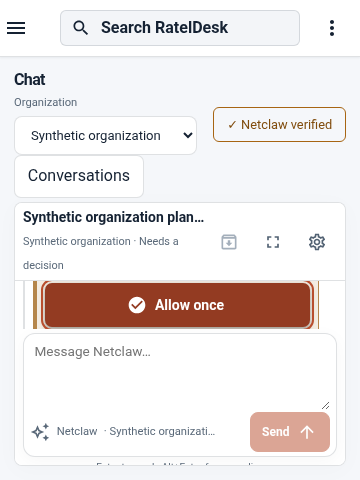 Search RatelDesk
Chat
Organization
Synthetic organization
✓ Netclaw verified
Conversations
Synthetic organization plan…
Synthetic organization · Needs a
decision
Allow once
Message Netclaw…
Netclaw · Synthetic organizati…
Send